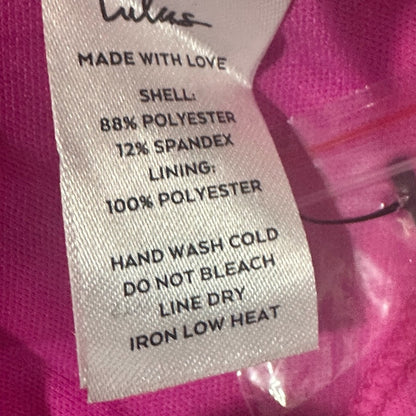 Lulus
MADE WITH LOVE
SHELL:
88% POLYESTER
12% SPANDEX
LINING:
100% POLYESTER
HAND WASH COLD
DO NOT BLEACH
LINE DRY
IRON LOW HEAT